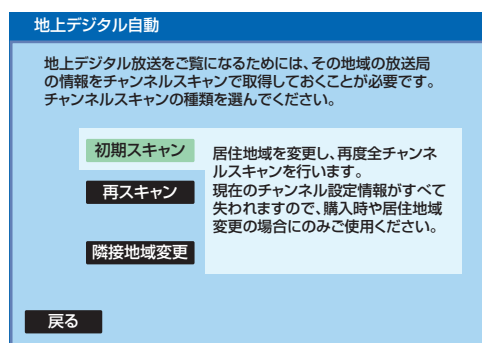 地上デジタル自動
地上デジタル放送をご覧になるためには、その地域の放送局
の情報をチャンネルスキャンで取得しておくことが必要です。
チャンネルスキャンの種類を選んでください。
初期スキャン
居住地域を変更し、再度全チャンネ
ルスキャンを行います。
再スキャン
現在のチャンネル設定情報がすべて
失われますので、購入時や居住地域
変更の場合にのみご使用ください。
隣接地域変更
戻る